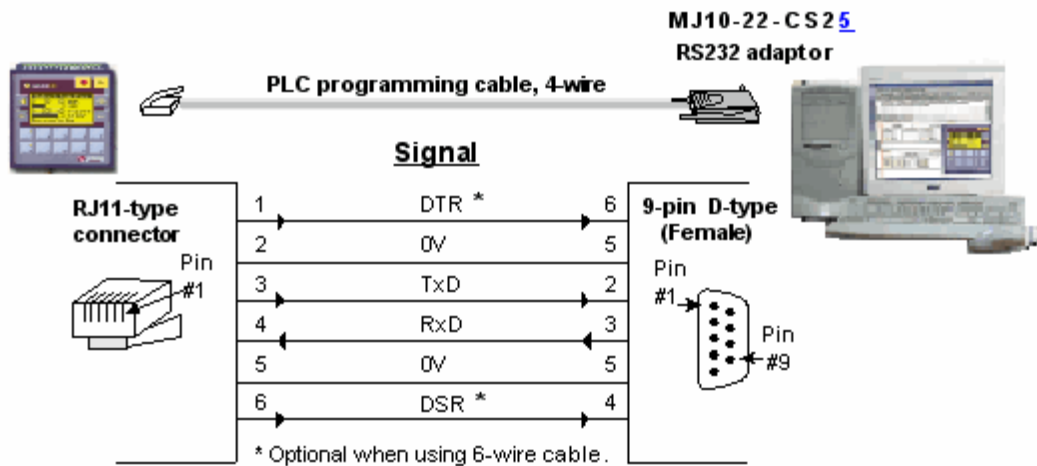 MJ10-22-CS25
RS232 adaptor
PLC programming cable, 4-wire
Signal
RJ11-type
connector
Pin
#1
1 DTR * 6
2 0V 5
3 TxD 2
4 RxD 3
5 0V 5
6 DSR * 4
* Optional when using 6-wire cable.
9-pin D-type
(Female)
Pin
#1
Pin
#9